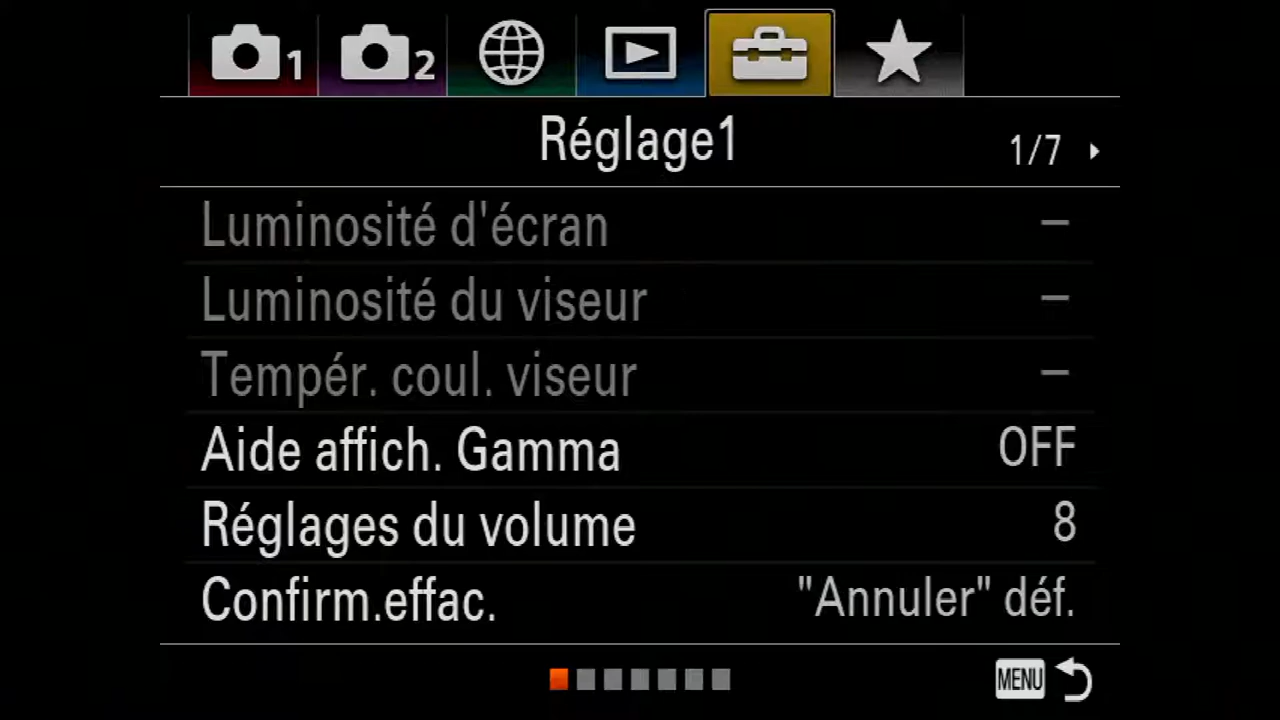 1 2
Réglage1 1/7
Luminosité d'écran –
Luminosité du viseur –
Tempér. coul. viseur –
Aide affich. Gamma OFF
Réglages du volume 8
Confirm.effac. "Annuler" déf.
MENU